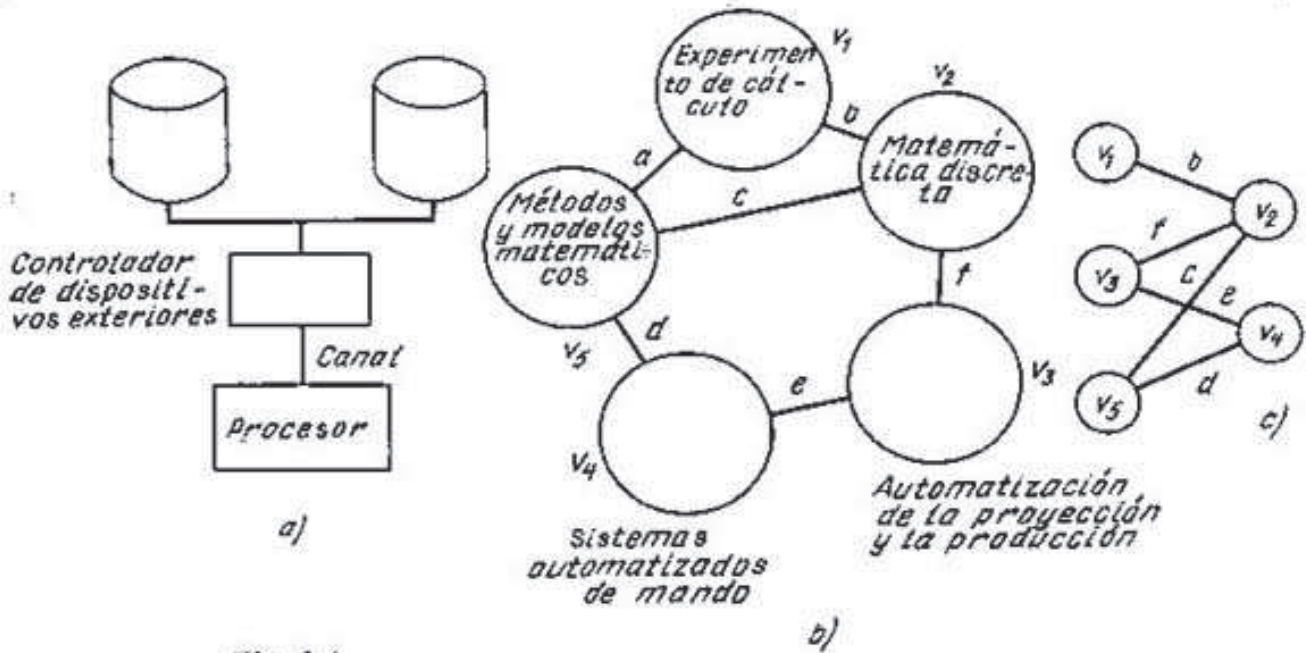 Controlador
de dispositi-
vos exteriores
Canal
Procesor
a)
v₁
Experimen
to de cál-
cuto
v₂
Matemá-
tica discre-
ta
Métodos
y modelos
matemáti-
cos
v₅
a
b
c
d
e
f
v₃
v₄
Sistemas
automatizados
de mando
Automatización
de la proyección
y la producción
b)
v₁
b
v₂
f
v₃
c
e
v₄
v₅
d
c)